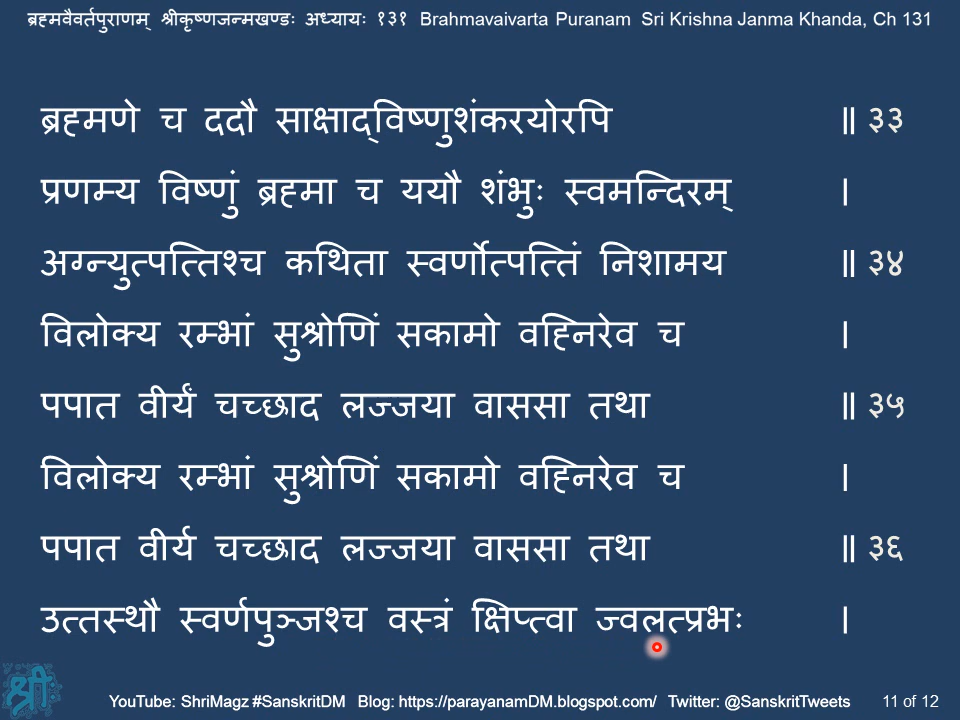 ब्रह्मवैवर्तपुराणम् श्रीकृष्णजन्मखण्डः अध्यायः १३१ Brahmavaivarta Puranam Sri Krishna Janma Khanda, Ch 131
ब्रह्मणे च ददौ साक्षाद्विष्णुशंकरयोरपि ॥ ३३
प्रणम्य विष्णुं ब्रह्मा च ययौ शंभुः स्वमन्दिरम् ।
अग्न्युत्पत्तिश्च कथिता स्वर्णोत्पत्तिं निशामय ॥ ३४
विलोक्य रम्भां सुश्रोणिं सकामो वह्निरेव च ।
पपात वीर्यं चच्छाद लज्जया वाससा तथा ॥ ३५
विलोक्य रम्भां सुश्रोणिं सकामो वह्निरेव च ।
पपात वीर्य चच्छाद लज्जया वाससा तथा ॥ ३६
उत्तस्थौ स्वर्णपुञ्जश्च वस्त्रं क्षिप्त्वा ज्वलत्प्रभः ।
श्रीः
YouTube: ShriMagz #SanskritDM Blog: https://parayanamDM.blogspot.com/ Twitter: @SanskritTweets 11 of 12